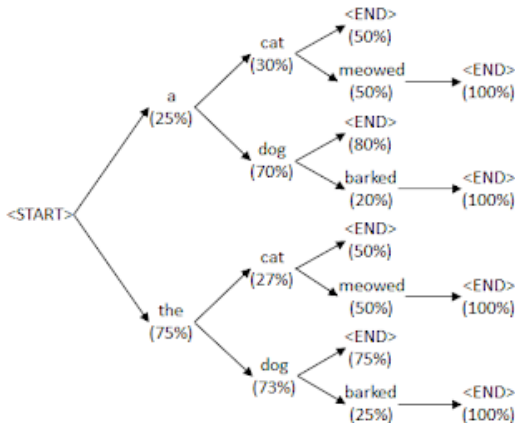 <END>
(50%)
cat
(30%)
meowed
(50%)
<END>
(100%)
a
(25%)
<END>
(80%)
dog
(70%)
barked
(20%)
<END>
(100%)
<START>
<END>
(50%)
cat
(27%)
meowed
(50%)
<END>
(100%)
the
(75%)
<END>
(75%)
dog
(73%)
barked
(25%)
<END>
(100%)